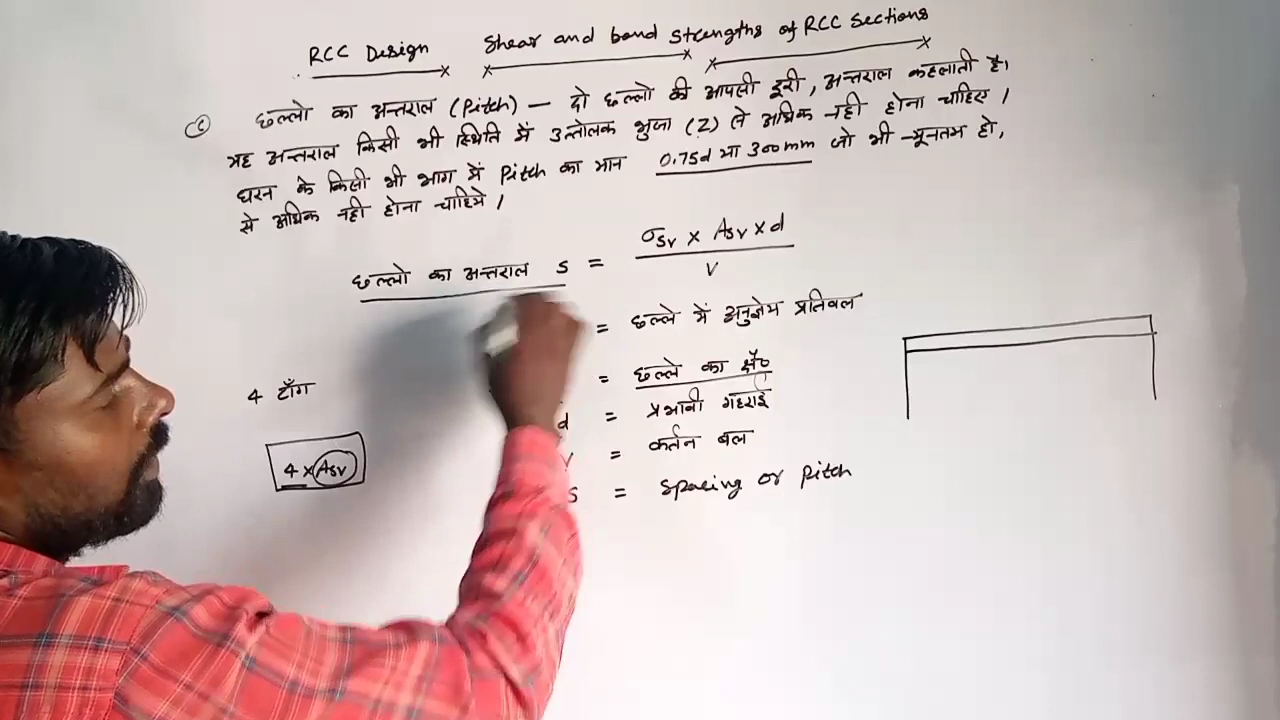 RCC Design Shear and bond strengths of RCC Sections
(c) छल्लो का अन्तराल (Pitch) – दो छल्लो की आपसी दूरी, अन्तराल कहलाती है।
यह अन्तराल किसी भी स्थिति में उत्तोलक भुजा (Z) से अधिक नही होना चाहिए।
धरन के किसी भी भाग में Pitch का मान 0.75d या 300mm जो भी न्यूनतम हो,
से अधिक नही होना चाहिये।
छल्लो का अन्तराल s = σsv × Asv × d / V
= छल्ले में अनुज्ञेय प्रतिबल
= छल्ले का क्षै०
d = प्रभावी गहराई
V = कर्तन बल
s = Spacing or Pitch
4 टाँग
4 × Asv